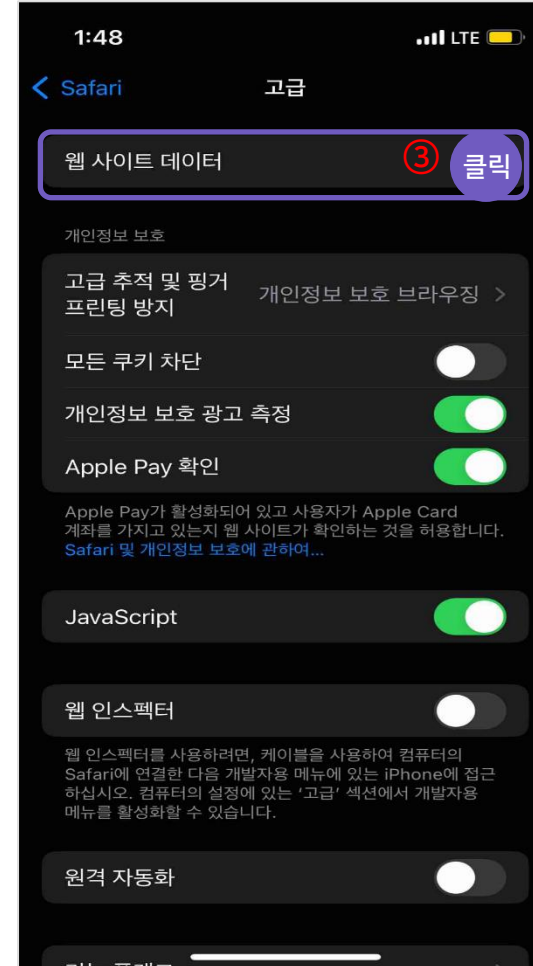 1:48
LTE
Safari
고급
웹 사이트 데이터
③
클릭
개인정보 보호
고급 추적 및 핑거
프린팅 방지
개인정보 보호 브라우징
모든 쿠키 차단
개인정보 보호 광고 측정
Apple Pay 확인
Apple Pay가 활성화되어 있고 사용자가 Apple Card
계좌를 가지고 있는지 웹 사이트가 확인하는 것을 허용합니다.
Safari 및 개인정보 보호에 관하여...
JavaScript
웹 인스펙터
웹 인스펙터를 사용하려면, 케이블을 사용하여 컴퓨터의
Safari에 연결한 다음 개발자용 메뉴에 있는 iPhone에 접근
하십시오. 컴퓨터의 설정에 있는 ‘고급’ 섹션에서 개발자용
메뉴를 활성화할 수 있습니다.
원격 자동화